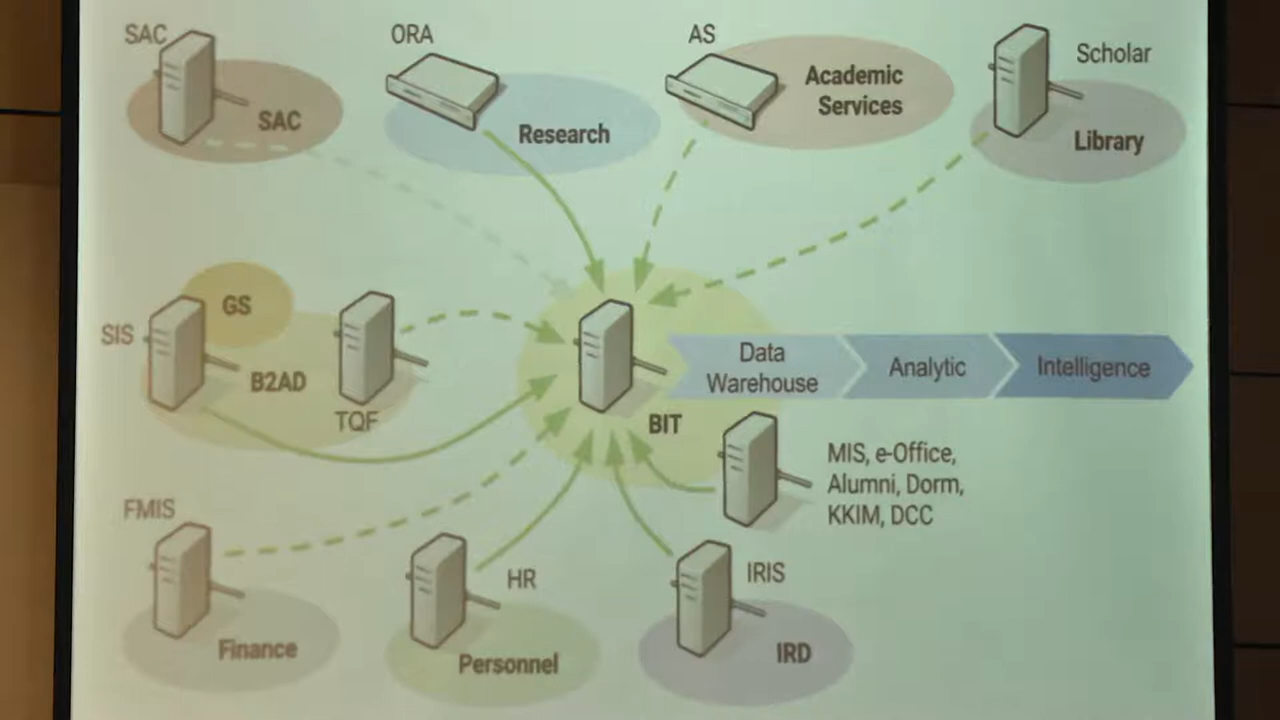 SAC
SAC
ORA
Research
AS
Academic
Services
Scholar
Library
SIS
GS
B2AD
TQF
BIT
Data
Warehouse
Analytic
Intelligence
MIS, e-Office,
Alumni, Dorm,
KKIM, DCC
FMIS
Finance
HR
Personnel
IRIS
IRD